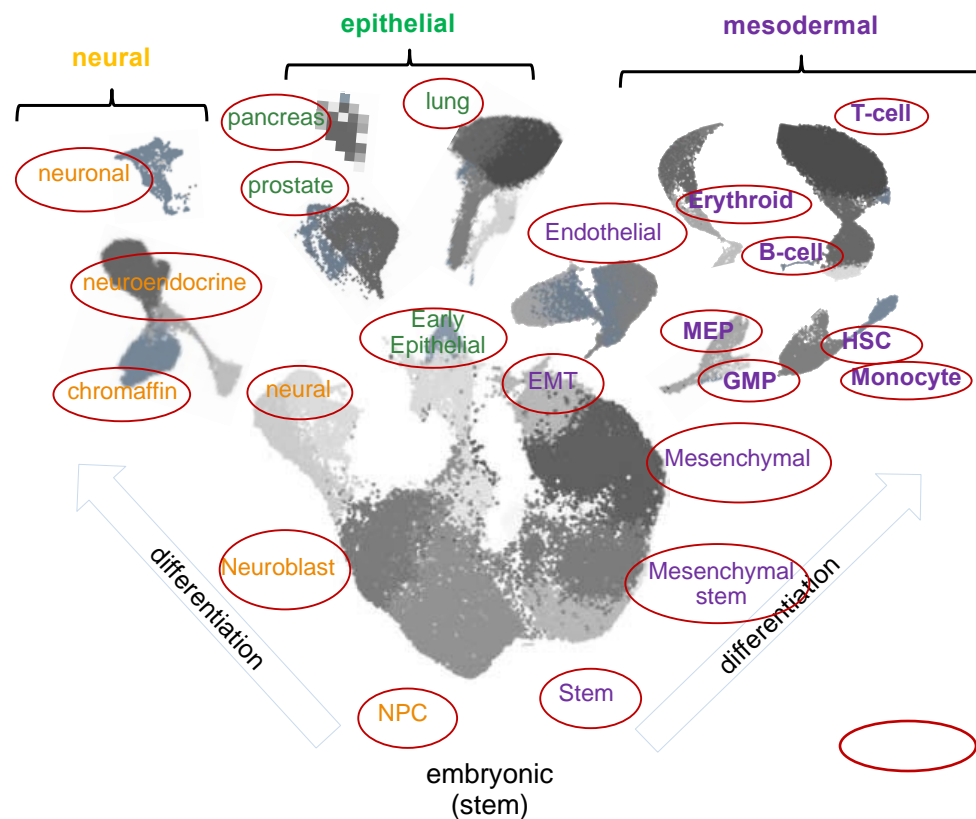 epithelial
neural
mesodermal
lung
pancreas
T-cell
neuronal
prostate
Erythroid
Endothelial
B-cell
neuroendocrine
Early
Epithelial
MEP
HSC
EMT
GMP
Monocyte
chromaffin
neural
Mesenchymal
Neuroblast
Mesenchymal
stem
differentiation
differentiation
Stem
NPC
embryonic
(stem)